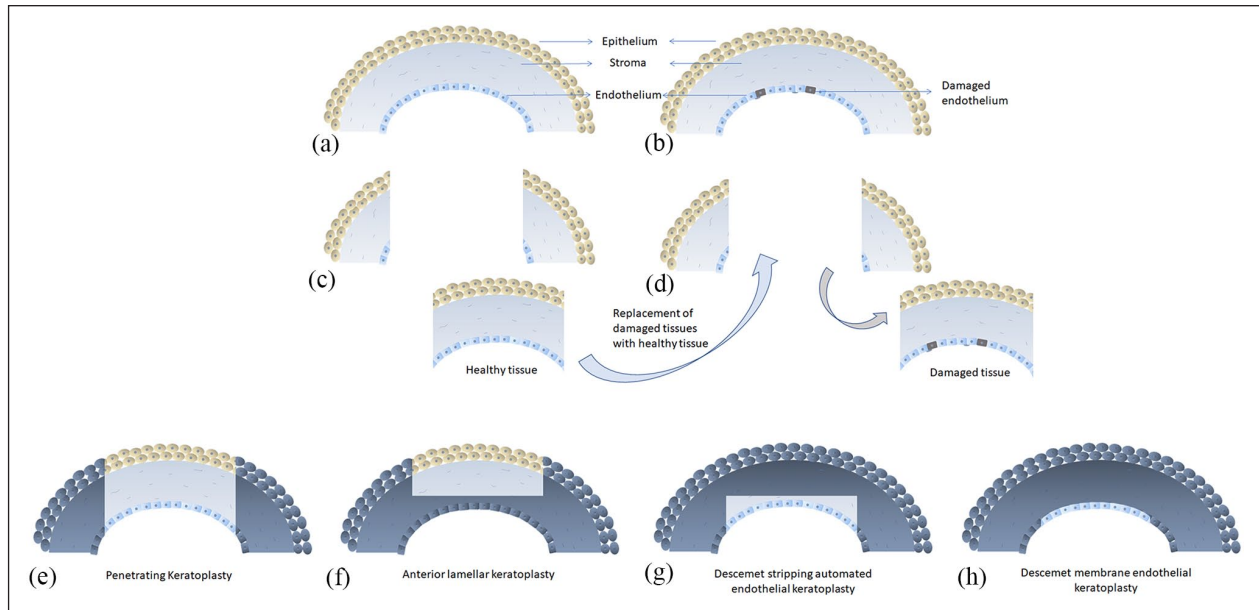 Epithelium
Stroma
Endothelium
Damaged
endothelium
(a)
(b)
(c)
(d)
Replacement of
damaged tissues
with healthy tissue
Healthy tissue
Damaged tissue
(e)
Penetrating Keratoplasty
(f)
Anterior lamellar keratoplasty
(g)
Descemet stripping automated
endothelial keratoplasty
(h)
Descemet membrane endothelial
keratoplasty